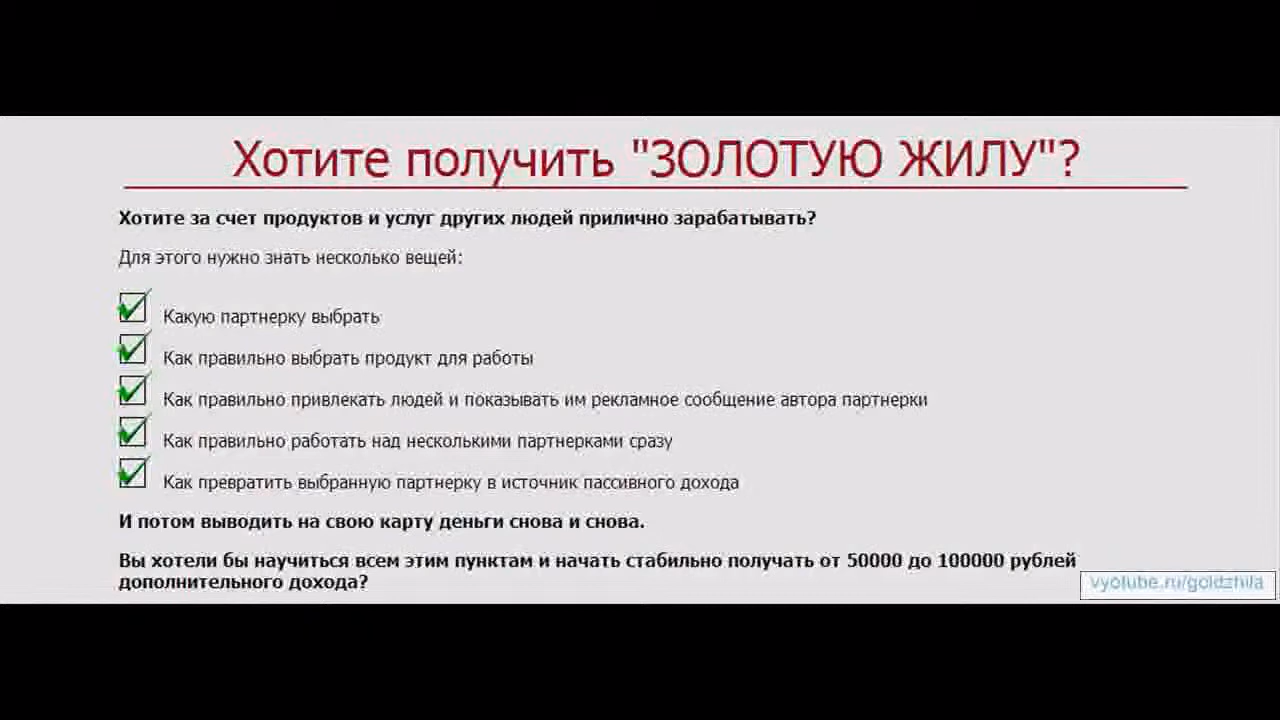 Хотите получить "ЗОЛОТУЮ ЖИЛУ"?
Хотите за счет продуктов и услуг других людей прилично зарабатывать?
Для этого нужно знать несколько вещей:
Какую партнерку выбрать
Как правильно выбрать продукт для работы
Как правильно привлекать людей и показывать им рекламное сообщение автора партнерки
Как правильно работать над несколькими партнерками сразу
Как превратить выбранную партнерку в источник пассивного дохода
И потом выводить на свою карту деньги снова и снова.
Вы хотели бы научиться всем этим пунктам и начать стабильно получать от 50000 до 100000 рублей
дополнительного дохода?
vyolube.ru/goldzhila